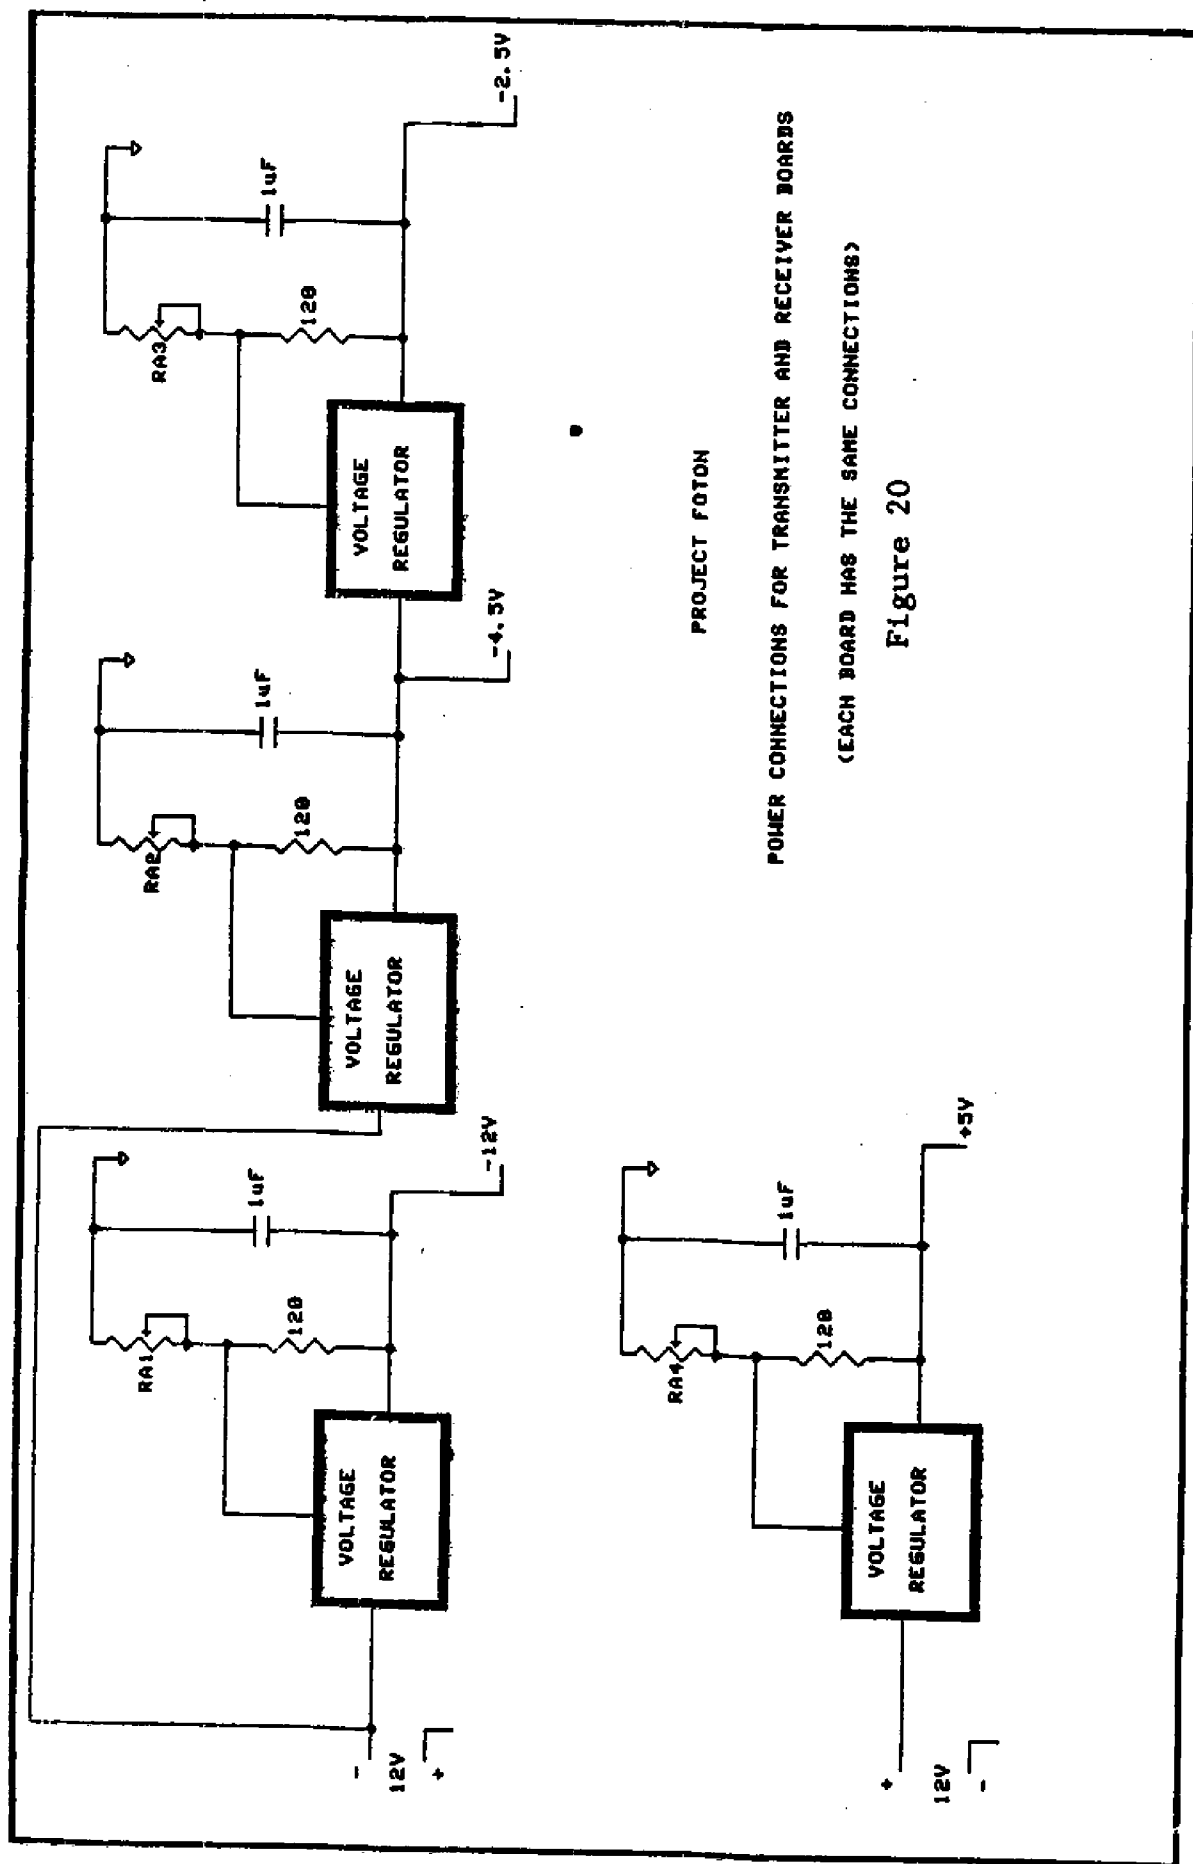 RA1
120
1uF
VOLTAGE
REGULATOR
-
12V
+
-12V
RA2
120
1uF
VOLTAGE
REGULATOR
-4.5V
RA3
120
1uF
VOLTAGE
REGULATOR
-2.5V
RA4
120
1uF
VOLTAGE
REGULATOR
+
12V
-
+5V
PROJECT FOTON
POWER CONNECTIONS FOR TRANSMITTER AND RECEIVER BOARDS
(EACH BOARD HAS THE SAME CONNECTIONS)
Figure 20